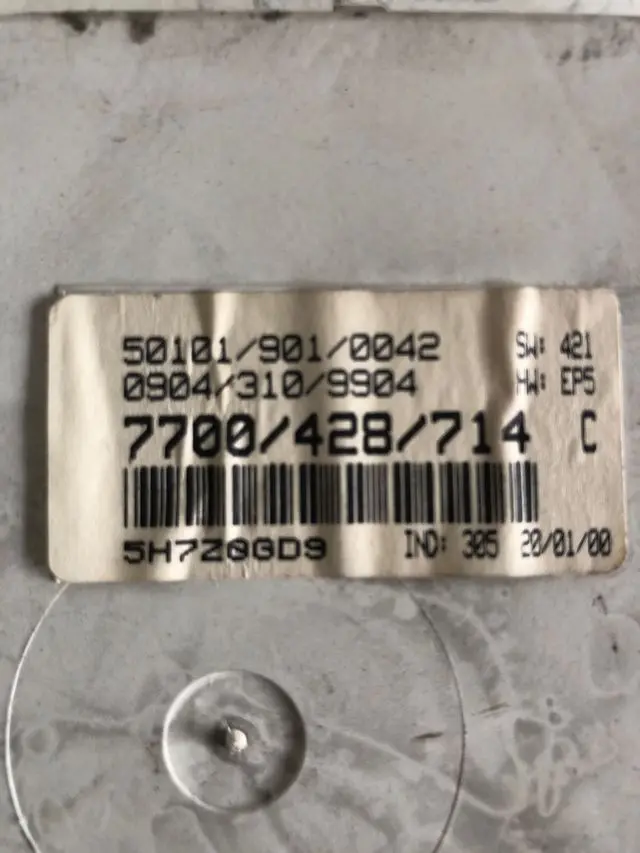 50101/901/0042 SW: 421
0904/310/9904 HW: EP5
7700/428/714 C
5H7Z0GD9 IND: 305 20/01/00